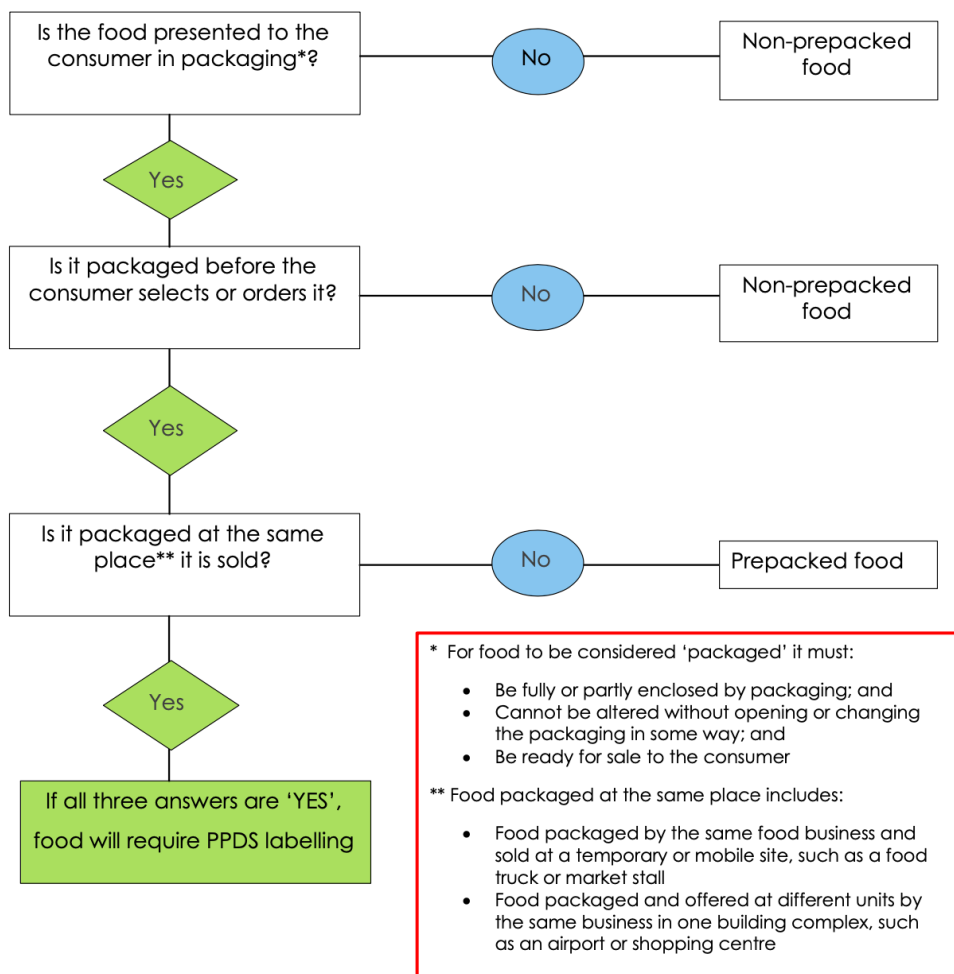 Is the food presented to the
consumer in packaging*?
No
Non-prepacked
food
Yes
Is it packaged before the
consumer selects or orders it?
No
Non-prepacked
food
Yes
Is it packaged at the same
place** it is sold?
No
Prepacked food
Yes
If all three answers are ‘YES’,
food will require PPDS labelling
* For food to be considered ‘packaged’ it must:
• Be fully or partly enclosed by packaging; and
• Cannot be altered without opening or changing
the packaging in some way; and
• Be ready for sale to the consumer
** Food packaged at the same place includes:
• Food packaged by the same food business and
sold at a temporary or mobile site, such as a food
truck or market stall
• Food packaged and offered at different units by
the same business in one building complex, such
as an airport or shopping centre